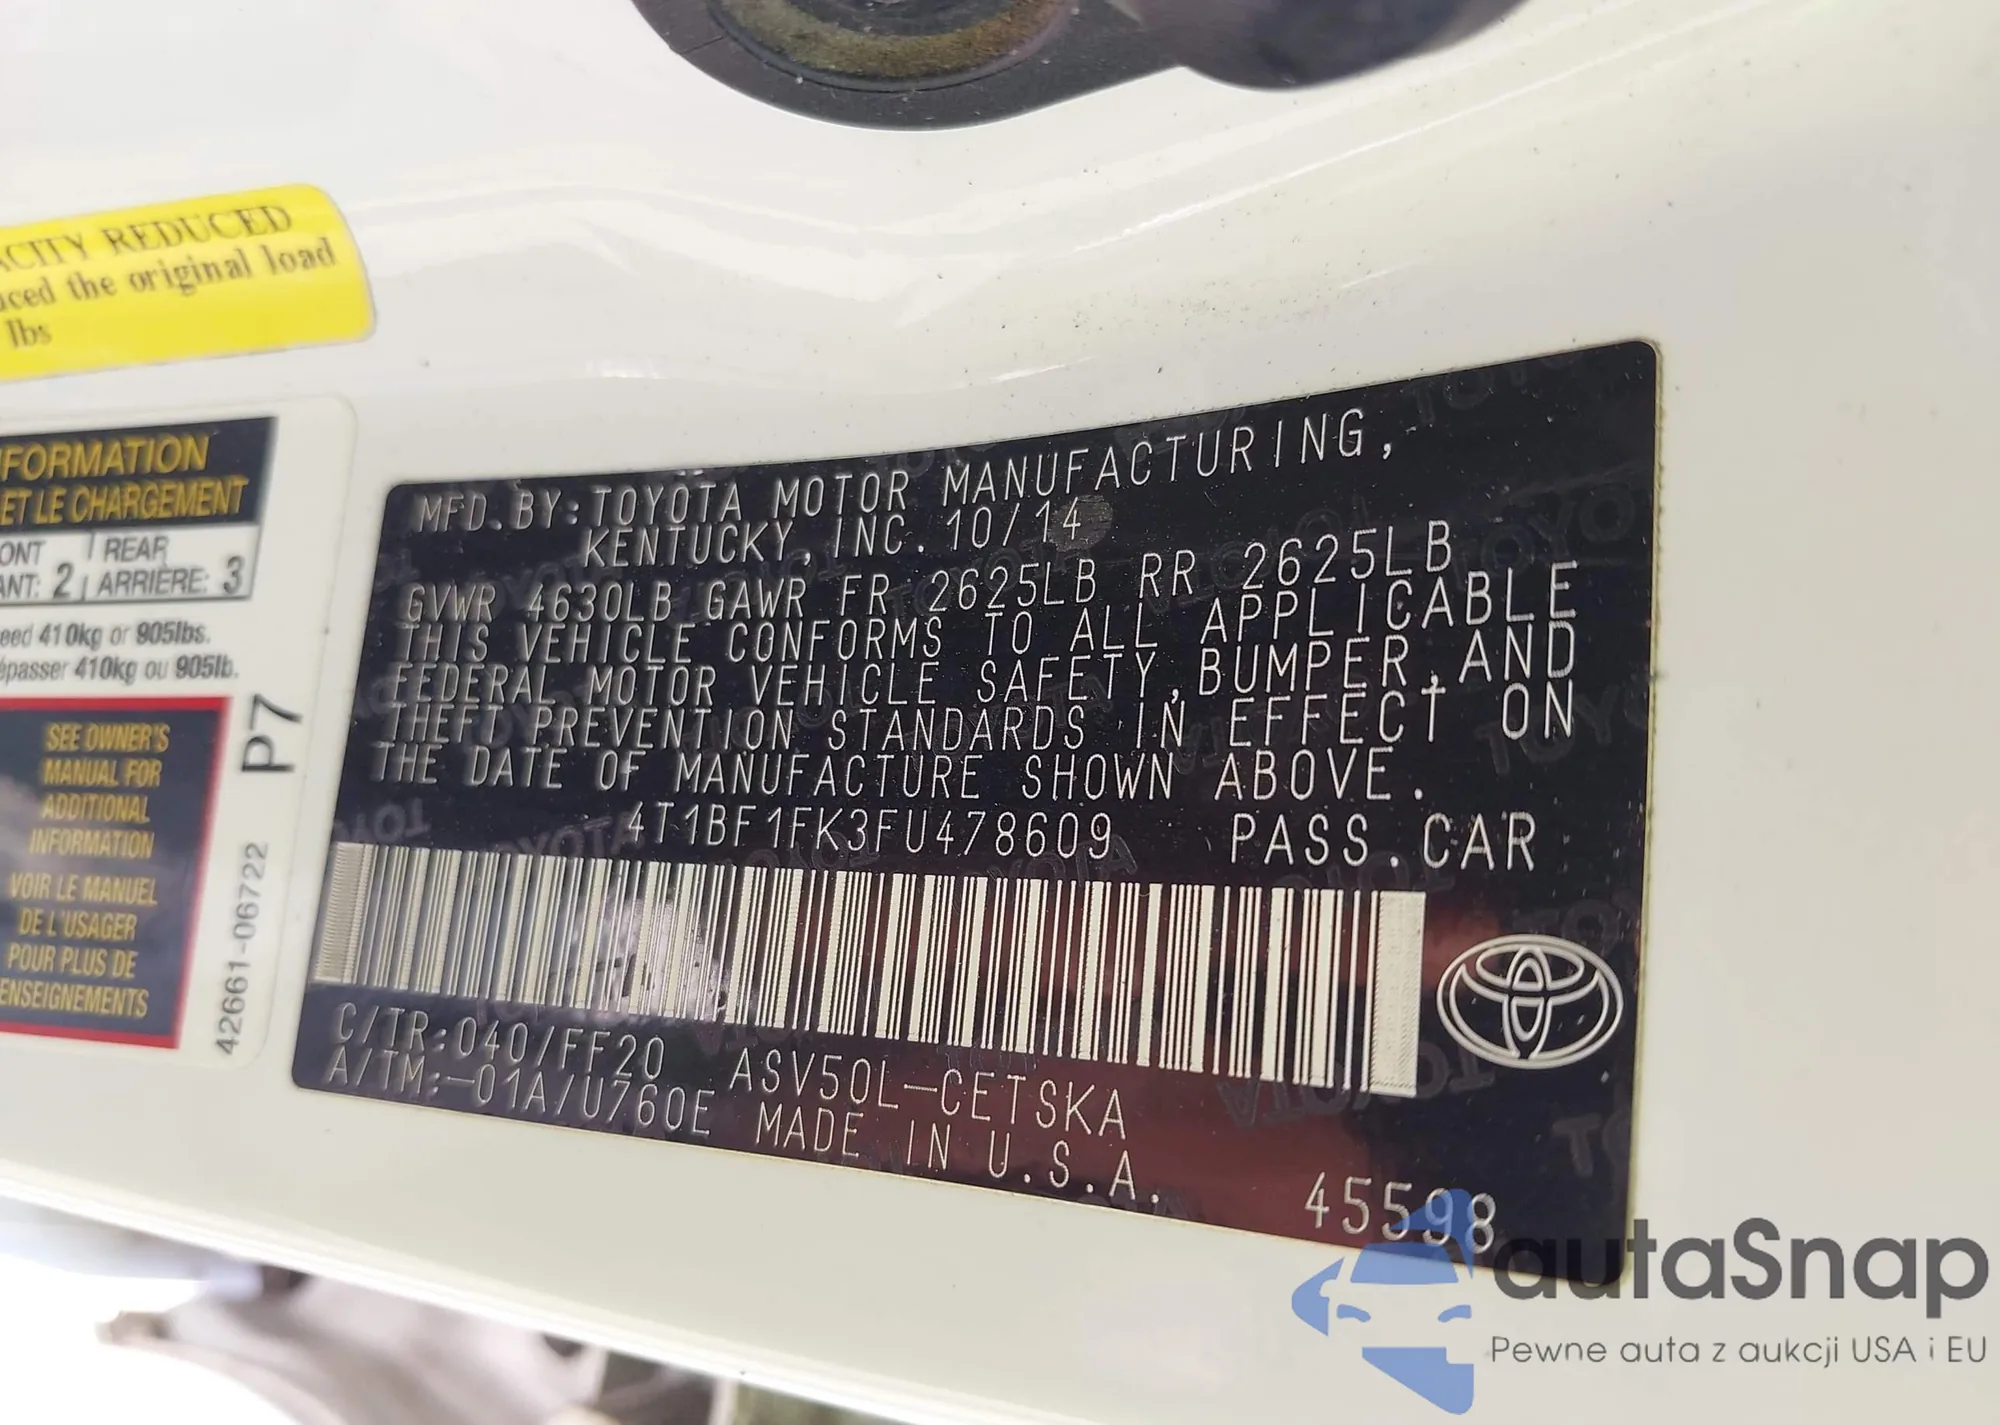 ACITY REDUCED
uced the original load
lbs
FORMATION
ET LE CHARGEMENT
ONT 2 REAR
ANT: ARRIÈRE: 3
eed 410kg or 905lbs.
épasser 410kg ou 905lb.
SEE OWNER'S
MANUAL FOR
ADDITIONAL
INFORMATION
VOIR LE MANUEL
DE L'USAGER
POUR PLUS DE
ENSEIGNEMENTS
P7
42661-06722
MFD. BY: TOYOTA MOTOR MANUFACTURING,
KENTUCKY, INC. 10/14
GVWR 4630LB GAWR FR 2625LB RR 2625LB
THIS VEHICLE CONFORMS TO ALL APPLICABLE
FEDERAL MOTOR VEHICLE SAFETY, BUMPER, AND
THEFT PREVENTION STANDARDS IN EFFECT ON
THE DATE OF MANUFACTURE SHOWN ABOVE.
4T1BF1FK3FU478609 PASS. CAR
C/TR:040/FF20 ASV50L-CETSKA
A/TM:-01A/U760E MADE IN U.S.A.
45598
autaSnap
Pewne auta z aukcji USA i EU